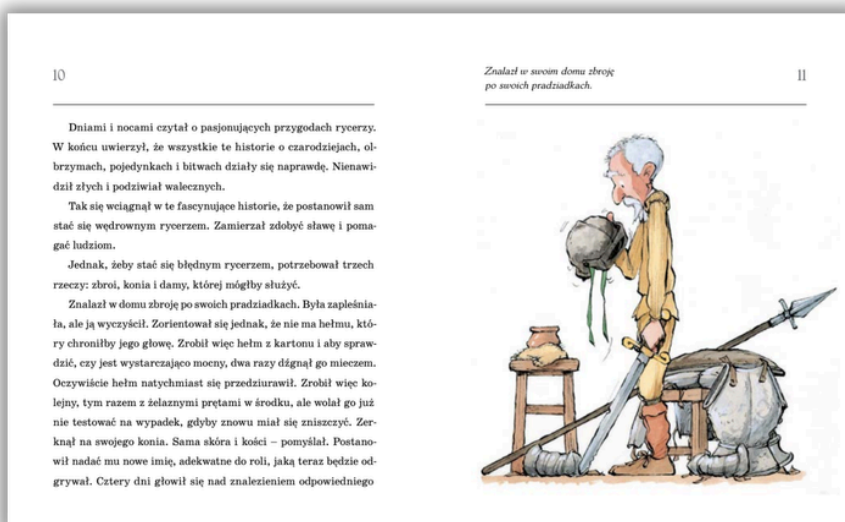 10
Dniami i nocami czytał o pasjonujących przygodach rycerzy.
W końcu uwierzył, że wszystkie te historie o czarodziejach, ol-
brzymach, pojedynkach i bitwach działy się naprawdę. Nienawi-
dził złych i podziwiał walecznych.
Tak się wciągnął w te fascynujące historie, że postanowił sam
stać się wędrownym rycerzem. Zamierzał zdobyć sławę i poma-
gać ludziom.
Jednak, żeby stać się błędnym rycerzem, potrzebował trzech
rzeczy: zbroi, konia i damy, której mógłby służyć.
Znalazł w domu zbroję po swoich pradziadkach. Była zapleśnia-
ła, ale ją wyczyścił. Zorientował się jednak, że nie ma hełmu, któ-
ry chroniłby jego głowę. Zrobił więc hełm z kartonu i aby spraw-
dzić, czy jest wystarczająco mocny, dwa razy dźgnął go mieczem.
Oczywiście hełm natychmiast się przedziurawił. Zrobił więc ko-
lejny, tym razem z żelaznymi prętami w środku, ale wolał go już
nie testować na wypadek, gdyby znowu miał się zniszczyć. Zer-
knął na swojego konia. Sama skóra i kości – pomyślał. Postano-
wił nadać mu nowe imię, adekwatne do roli, jaką teraz będzie od-
grywał. Cztery dni głowił się nad znalezieniem odpowiedniego
Znalazł w swoim domu zbroję
po swoich pradziadkach.
11